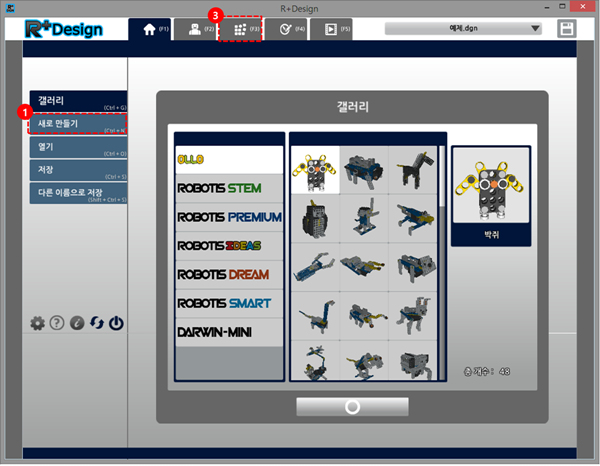 R+Design
R+Design
(F1)
(F2)
3
(F3)
(F4)
(F5)
예제.dgn
갤러리
(Ctrl + G)
1
새로 만들기
(Ctrl + N)
열기
(Ctrl + O)
저장
(Ctrl + S)
다른 이름으로 저장
(Shift + Ctrl + S)
갤러리
OLLO
ROBOTIS STEM
ROBOTIS PREMIUM
ROBOTIS IDEAS
ROBOTIS DREAM
ROBOTIS SMART
DARWIN-MINI
박쥐
총 개수 : 48